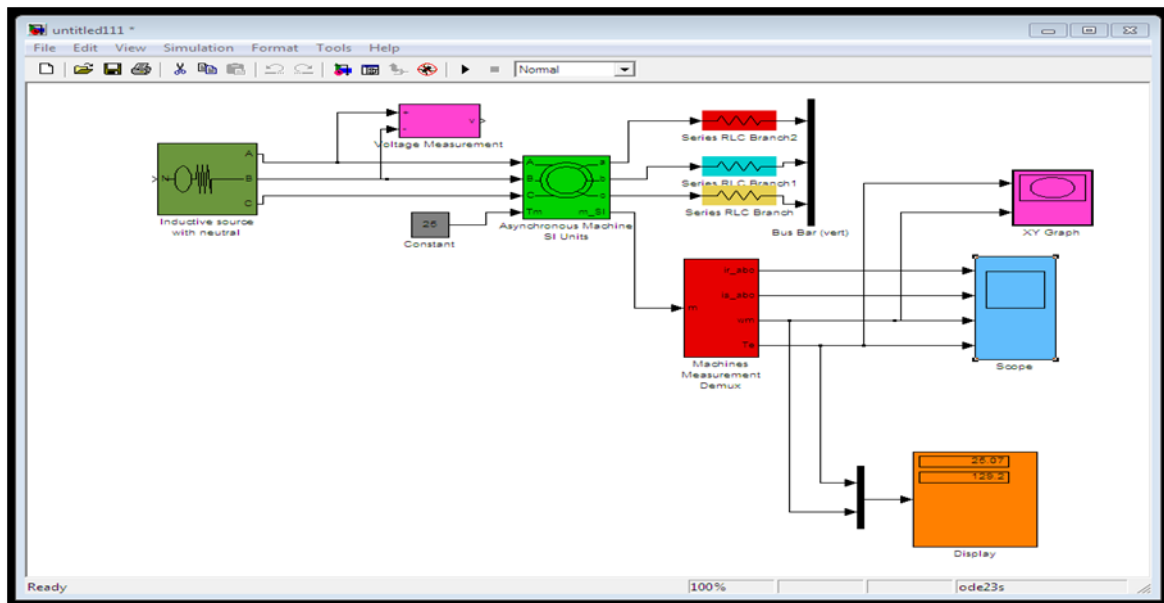 untitled111 *
File Edit View Simulation Format Tools Help
Normal
+
- v
Voltage Measurement
N A
B
C
Inductive source
with neutral
A a
B b
C c
Tm m_SI
Asynchronous Machine
SI Units
25
Constant
Series RLC Branch2
Series RLC Branch1
Series RLC Branch
Bus Bar (vert)
XY Graph
m
ir_abc
is_abc
wm
Te
Machines
Measurement
Demux
Scope
25.07
129.2
Display
Ready 100% ode23s